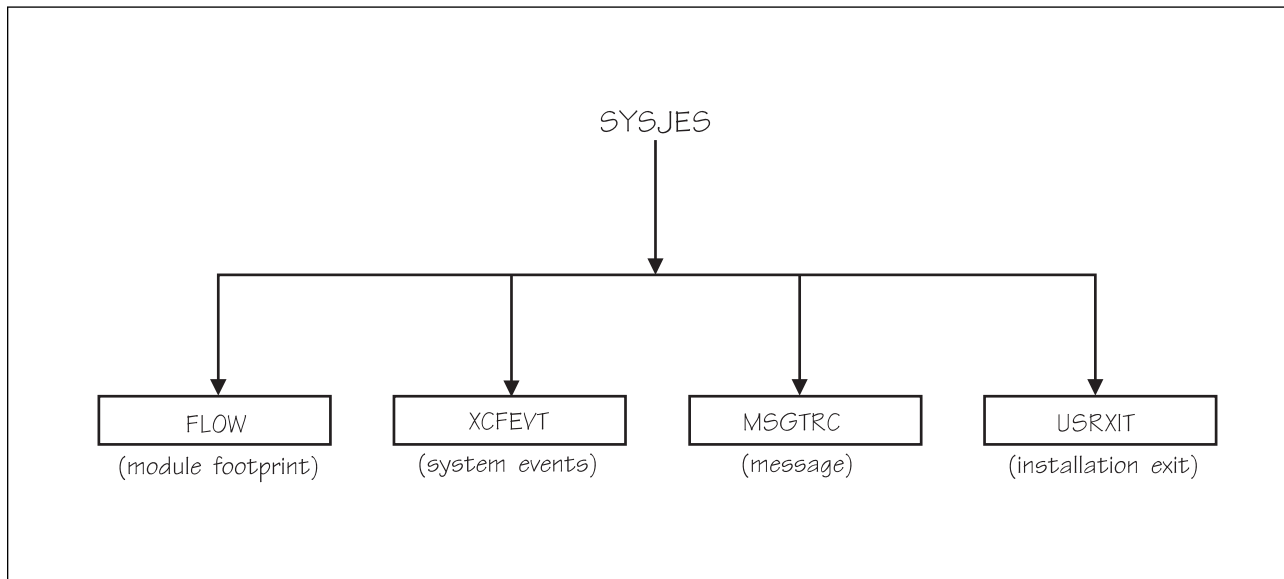 SYSJES
FLOW
(module footprint)
XCFEVT
(system events)
MSGTRC
(message)
USRXIT
(installation exit)